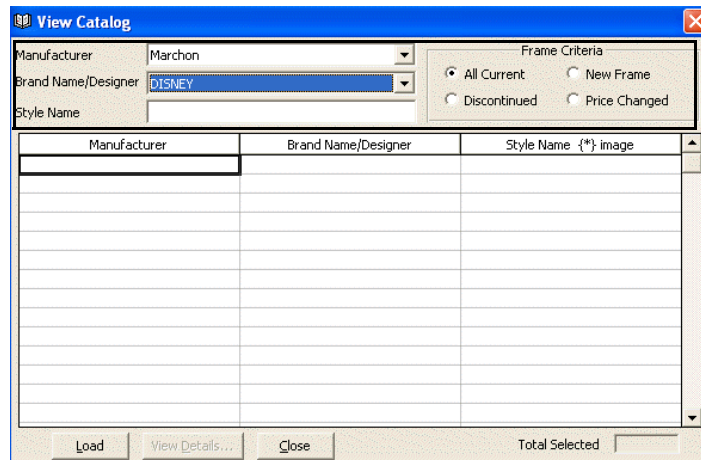 View Catalog
Manufacturer Marchon
Brand Name/Designer DISNEY
Style Name
Frame Criteria
All Current New Frame
Discontinued Price Changed
Manufacturer Brand Name/Designer Style Name {*} image
Load View Details... Close Total Selected